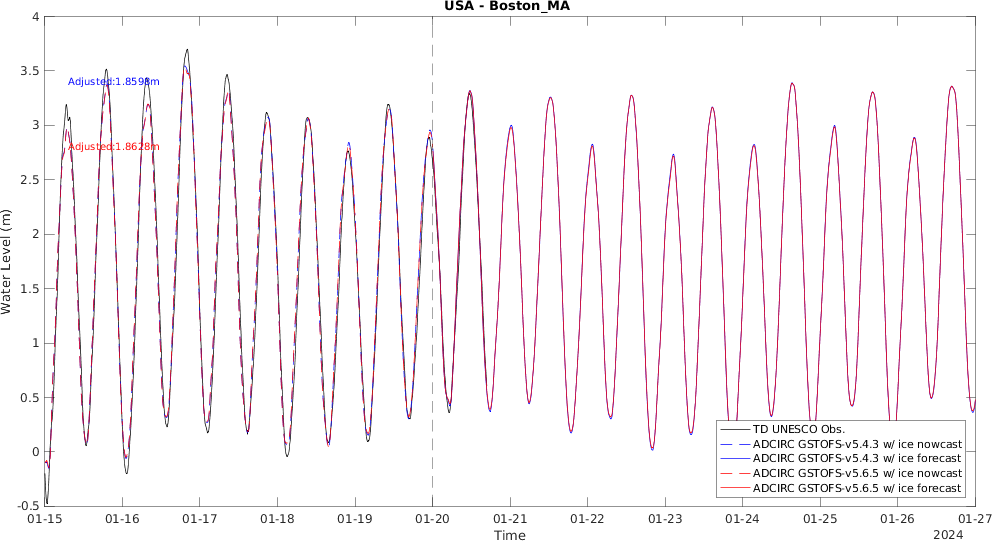 USA - Boston_MA
4
3.5
3
2.5
2
1.5
1
0.5
0
-0.5
Water Level (m)
Adjusted:1.8598m
Adjusted:1.8628m
TD UNESCO Obs.
ADCIRC GSTOFS-v5.4.3 w/ ice nowcast
ADCIRC GSTOFS-v5.4.3 w/ ice forecast
ADCIRC GSTOFS-v5.6.5 w/ ice nowcast
ADCIRC GSTOFS-v5.6.5 w/ ice forecast
01-15 01-16 01-17 01-18 01-19 01-20 01-21 01-22 01-23 01-24 01-25 01-26 01-27
Time
2024